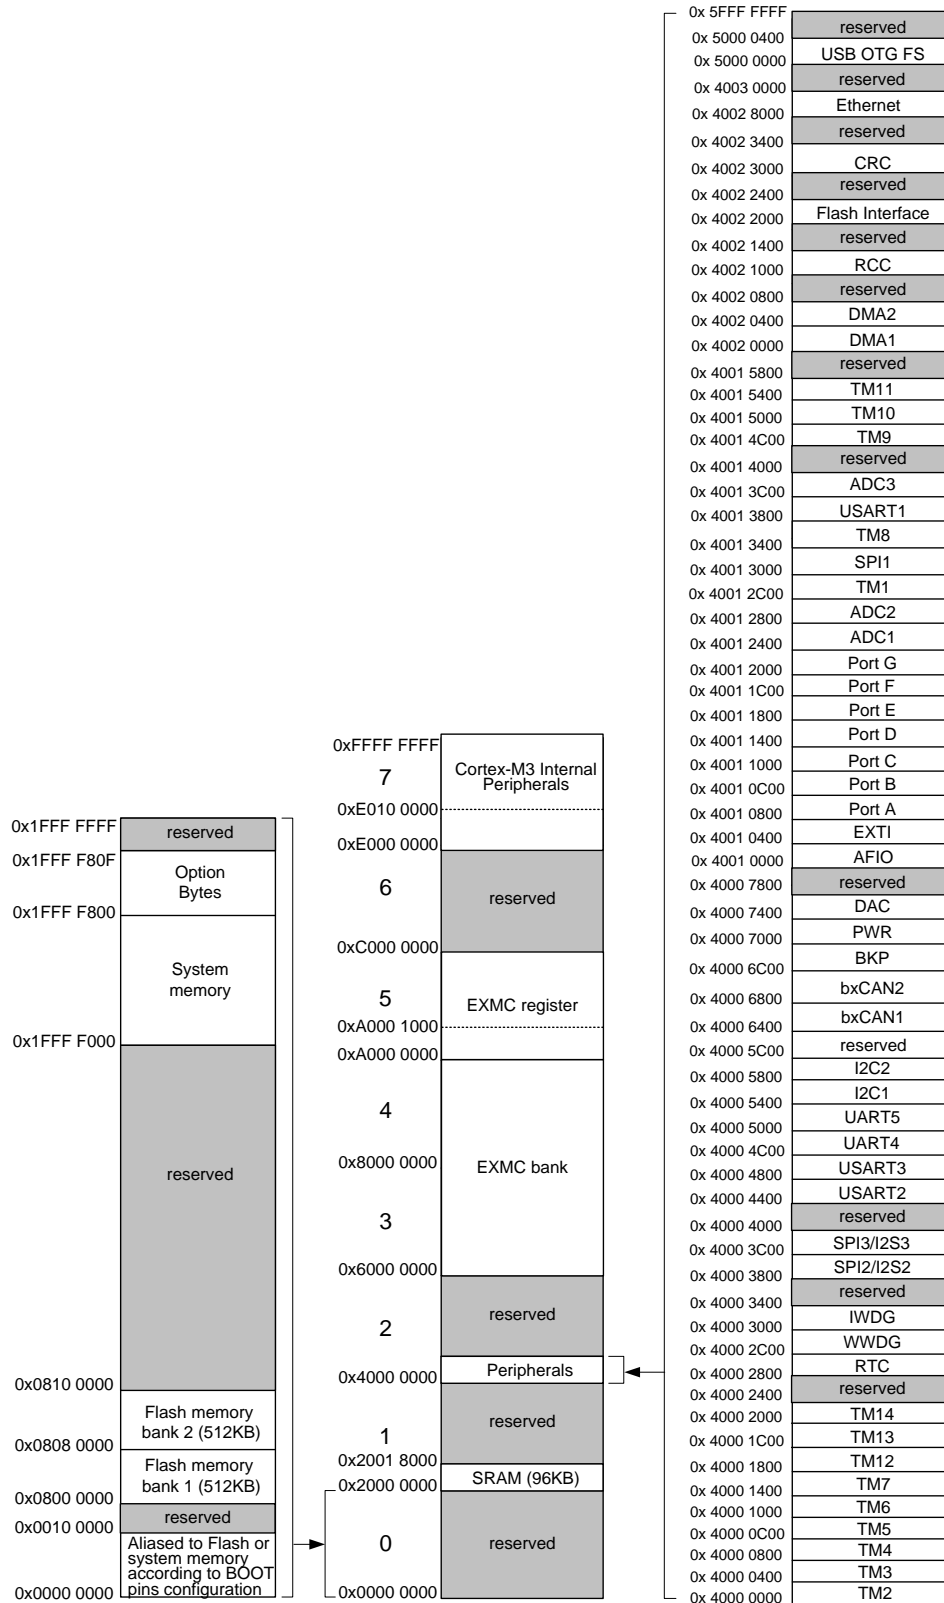 0x1FFF FFFF
reserved
0x1FFF F80F
Option
Bytes
0x1FFF F800
System
memory
0x1FFF F000
reserved
0x0810 0000
Flash memory
bank 2 (512KB)
0x0808 0000
Flash memory
bank 1 (512KB)
0x0800 0000
reserved
0x0010 0000
Aliased to Flash or
system memory
according to BOOT
pins configuration
0x0000 0000
0xFFFF FFFF
7
Cortex-M3 Internal
Peripherals
0xE010 0000
0xE000 0000
6
reserved
0xC000 0000
5
EXMC register
0xA000 1000
0xA000 0000
4
0x8000 0000
EXMC bank
3
0x6000 0000
reserved
2
0x4000 0000
Peripherals
reserved
1
0x2001 8000
SRAM (96KB)
0x2000 0000
0
reserved
0x0000 0000
0x 5FFF FFFF
reserved
0x 5000 0400
USB OTG FS
0x 5000 0000
reserved
0x 4003 0000
Ethernet
0x 4002 8000
reserved
0x 4002 3400
CRC
0x 4002 3000
reserved
0x 4002 2400
Flash Interface
0x 4002 2000
reserved
0x 4002 1400
RCC
0x 4002 1000
reserved
0x 4002 0800
DMA2
0x 4002 0400
DMA1
0x 4002 0000
reserved
0x 4001 5800
TM11
0x 4001 5400
TM10
0x 4001 5000
TM9
0x 4001 4C00
reserved
0x 4001 4000
ADC3
0x 4001 3C00
USART1
0x 4001 3800
TM8
0x 4001 3400
SPI1
0x 4001 3000
TM1
0x 4001 2C00
ADC2
0x 4001 2800
ADC1
0x 4001 2400
Port G
0x 4001 2000
Port F
0x 4001 1C00
Port E
0x 4001 1800
Port D
0x 4001 1400
Port C
0x 4001 1000
Port B
0x 4001 0C00
Port A
0x 4001 0800
EXTI
0x 4001 0400
AFIO
0x 4001 0000
reserved
0x 4000 7800
DAC
0x 4000 7400
PWR
0x 4000 7000
BKP
0x 4000 6C00
bxCAN2
0x 4000 6800
bxCAN1
0x 4000 6400
reserved
0x 4000 5C00
I2C2
0x 4000 5800
I2C1
0x 4000 5400
UART5
0x 4000 5000
UART4
0x 4000 4C00
USART3
0x 4000 4800
USART2
0x 4000 4400
reserved
0x 4000 4000
SPI3/I2S3
0x 4000 3C00
SPI2/I2S2
0x 4000 3800
reserved
0x 4000 3400
IWDG
0x 4000 3000
WWDG
0x 4000 2C00
RTC
0x 4000 2800
reserved
0x 4000 2400
TM14
0x 4000 2000
TM13
0x 4000 1C00
TM12
0x 4000 1800
TM7
0x 4000 1400
TM6
0x 4000 1000
TM5
0x 4000 0C00
TM4
0x 4000 0800
TM3
0x 4000 0400
TM2
0x 4000 0000